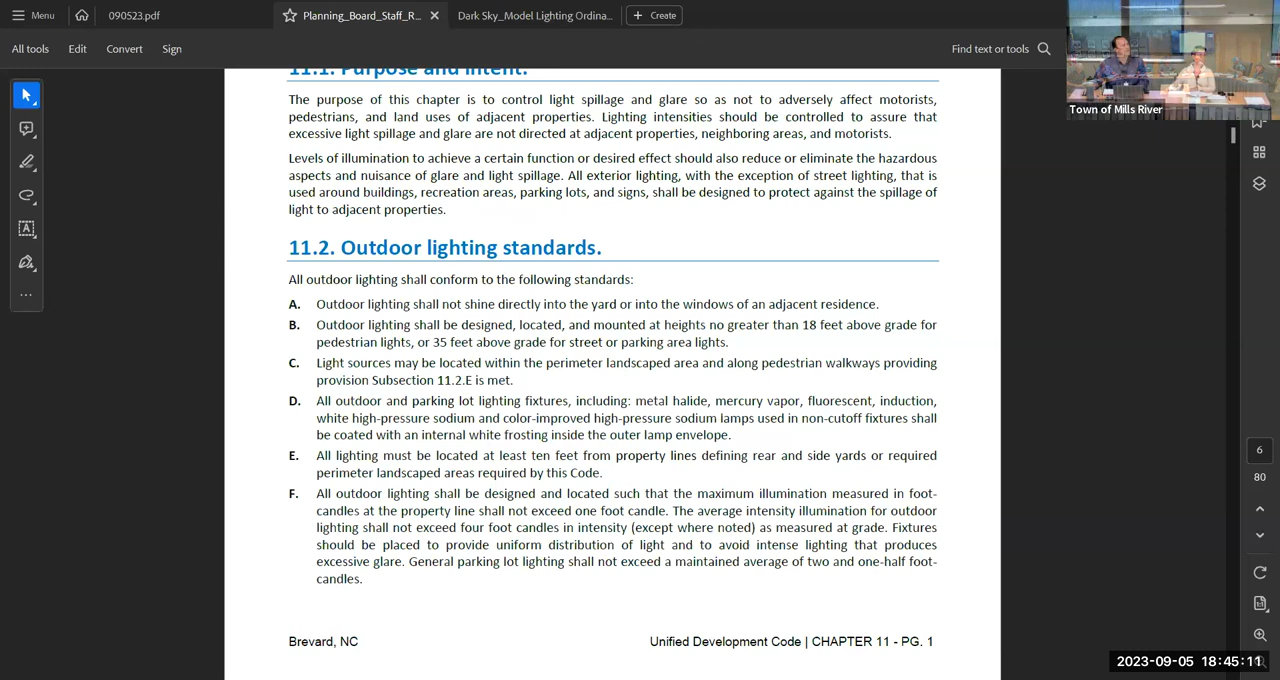 Menu
090523.pdf
Planning_Board_Staff_R...
Dark Sky_Model Lighting Ordina...
Create
All tools
Edit
Convert
Sign
Find text or tools
Town of Mills River
11.1. Purpose and intent.
The purpose of this chapter is to control light spillage and glare so as not to adversely affect motorists,
pedestrians, and land uses of adjacent properties. Lighting intensities should be controlled to assure that
excessive light spillage and glare are not directed at adjacent properties, neighboring areas, and motorists.
Levels of illumination to achieve a certain function or desired effect should also reduce or eliminate the hazardous
aspects and nuisance of glare and light spillage. All exterior lighting, with the exception of street lighting, that is
used around buildings, recreation areas, parking lots, and signs, shall be designed to protect against the spillage of
light to adjacent properties.
11.2. Outdoor lighting standards.
All outdoor lighting shall conform to the following standards:
A. Outdoor lighting shall not shine directly into the yard or into the windows of an adjacent residence.
B. Outdoor lighting shall be designed, located, and mounted at heights no greater than 18 feet above grade for
pedestrian lights, or 35 feet above grade for street or parking area lights.
C. Light sources may be located within the perimeter landscaped area and along pedestrian walkways providing
provision Subsection 11.2.E is met.
D. All outdoor and parking lot lighting fixtures, including: metal halide, mercury vapor, fluorescent, induction,
white high-pressure sodium and color-improved high-pressure sodium lamps used in non-cutoff fixtures shall
be coated with an internal white frosting inside the outer lamp envelope.
E. All lighting must be located at least ten feet from property lines defining rear and side yards or required
perimeter landscaped areas required by this Code.
F. All outdoor lighting shall be designed and located such that the maximum illumination measured in foot-
candles at the property line shall not exceed one foot candle. The average intensity illumination for outdoor
lighting shall not exceed four foot candles in intensity (except where noted) as measured at grade. Fixtures
should be placed to provide uniform distribution of light and to avoid intense lighting that produces
excessive glare. General parking lot lighting shall not exceed a maintained average of two and one-half foot-
candles.
6
80
Brevard, NC
Unified Development Code | CHAPTER 11 - PG. 1
2023-09-05 18:45:11